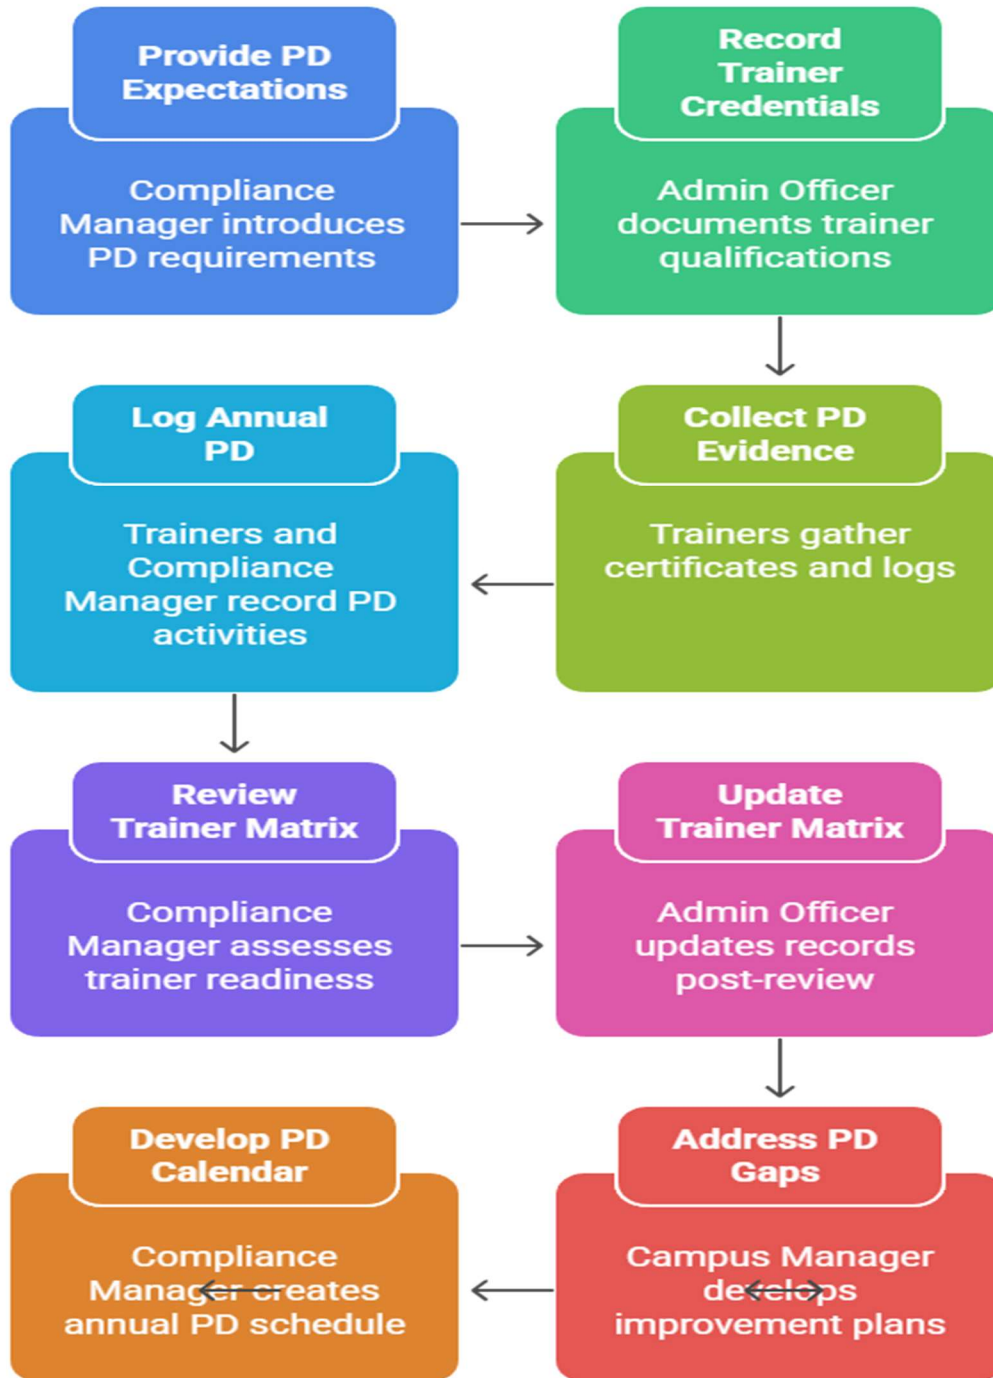 Provide PD
Expectations
Compliance
Manager introduces
PD requirements
Record
Trainer
Credentials
Admin Officer
documents trainer
qualifications
Collect PD
Evidence
Trainers gather
certificates and logs
Log Annual
PD
Trainers and
Compliance
Manager record PD
activities
Review
Trainer Matrix
Compliance
Manager assesses
trainer readiness
Update
Trainer Matrix
Admin Officer
updates records
post-review
Address PD
Gaps
Campus Manager
develops
improvement plans
Develop PD
Calendar
Compliance
Manager creates
annual PD schedule